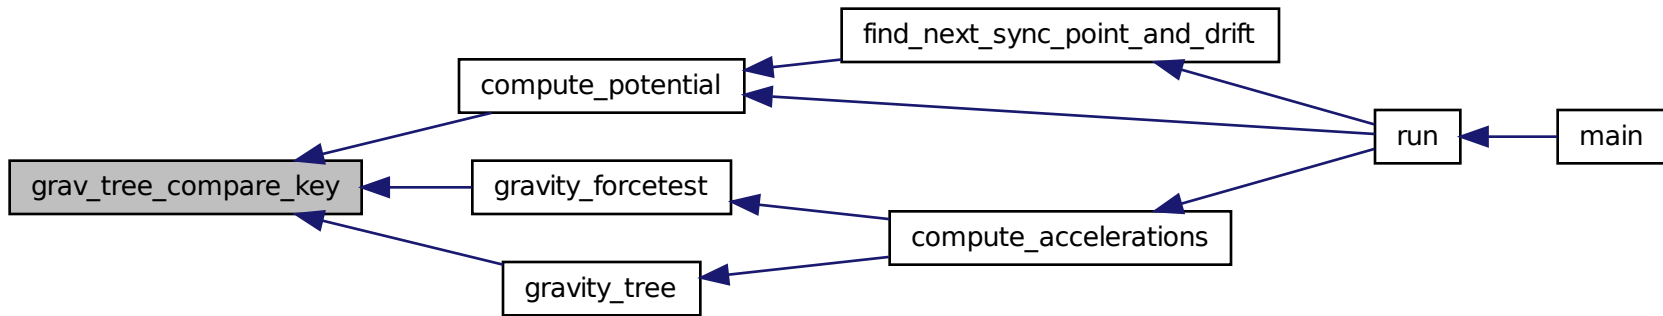 find_next_sync_point_and_drift
compute_potential
run
main
grav_tree_compare_key
gravity_forcetest
compute_accelerations
gravity_tree